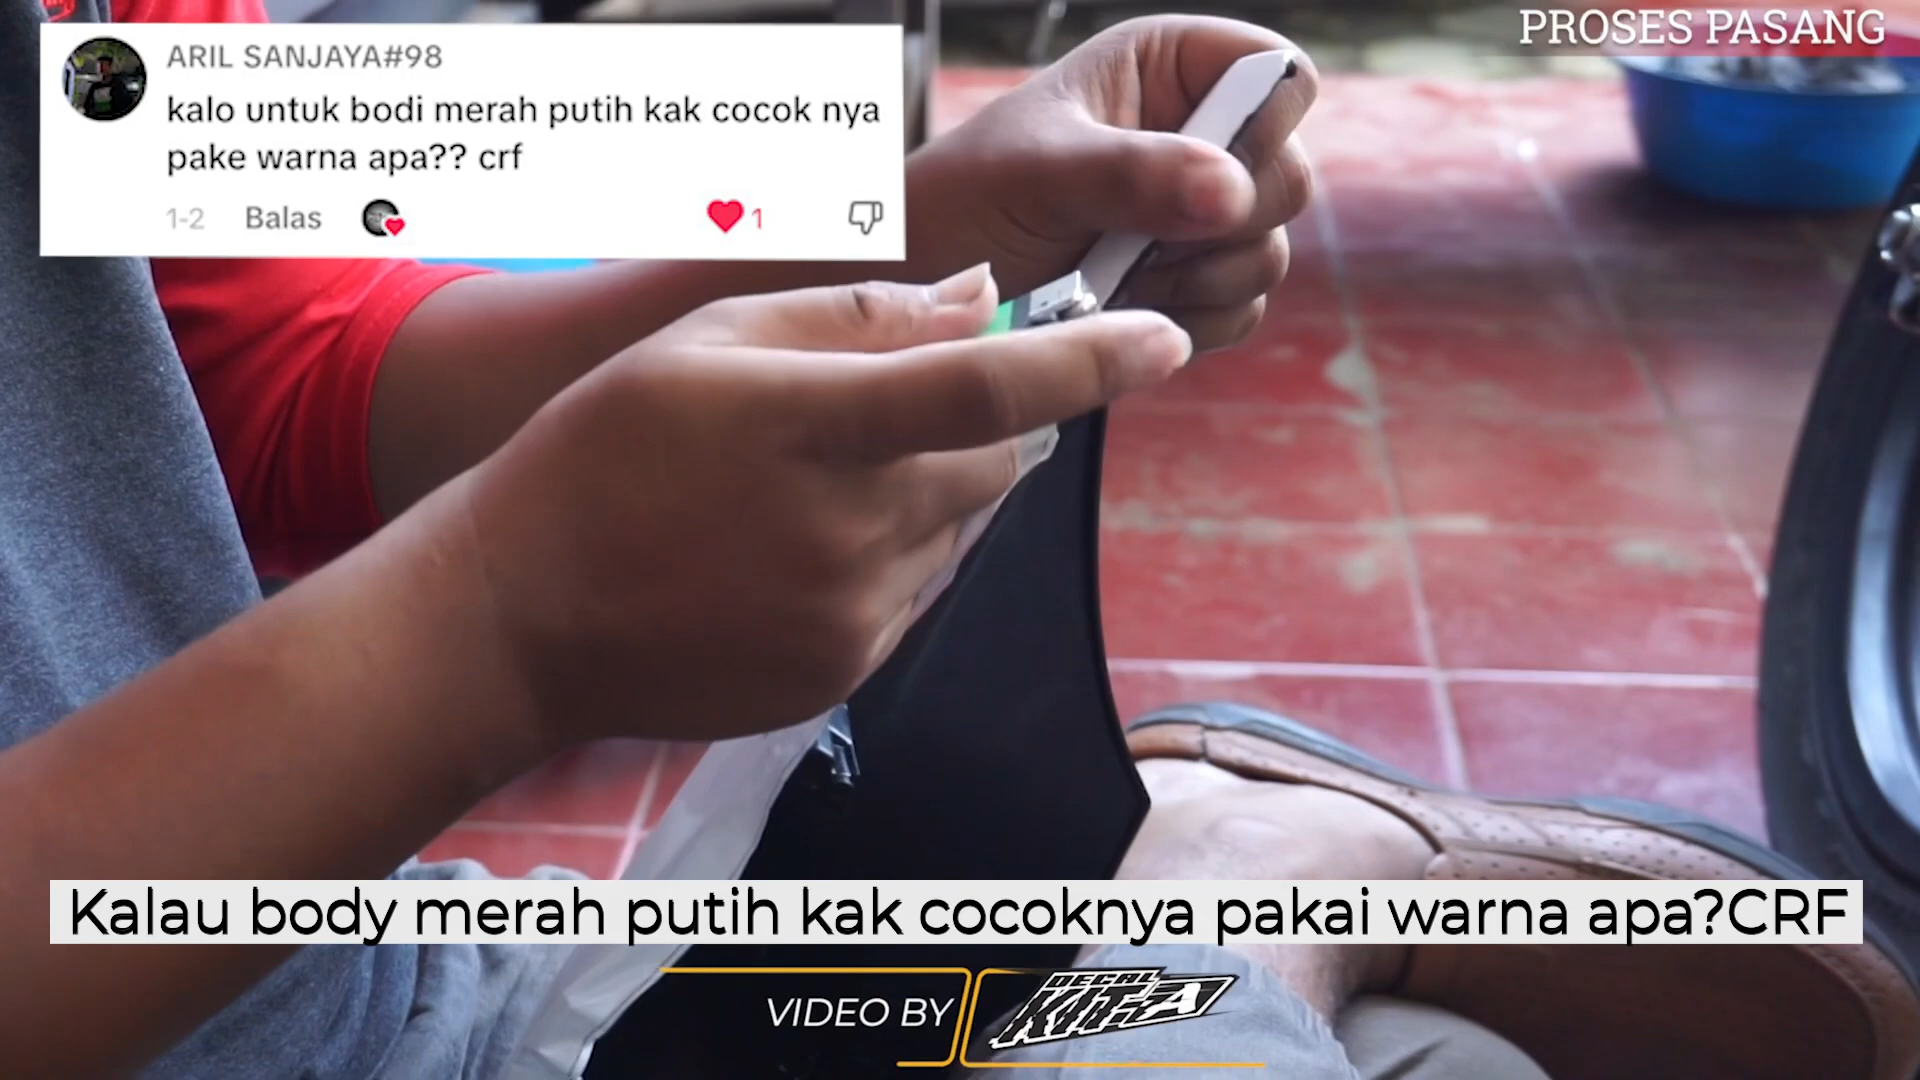 PROSES PASANG
ARIL SANJAYA#98
kalo untuk bodi merah putih kak cocok nya
pake warna apa?? crf
1-2 Balas 1
Kalau body merah putih kak cocoknya pakai warna apa?CRF
VIDEO BY
DECAL
KIT-A